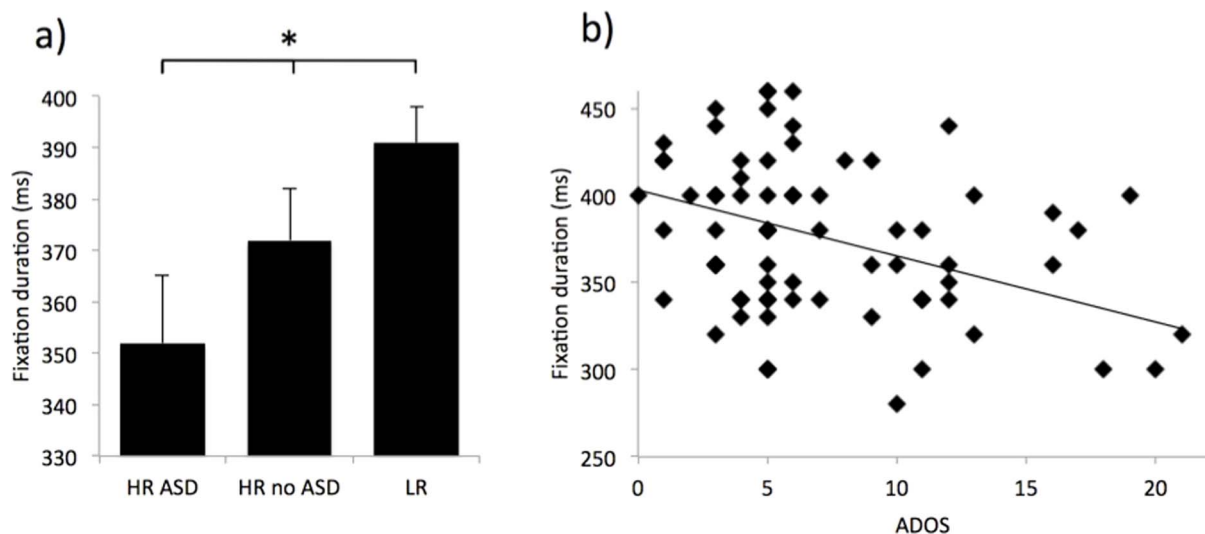 a)
*
Fixation duration (ms)
400
390
380
370
360
350
340
330
HR ASD HR no ASD LR
b)
Fixation duration (ms)
450
400
350
300
250
0 5 10 15 20
ADOS